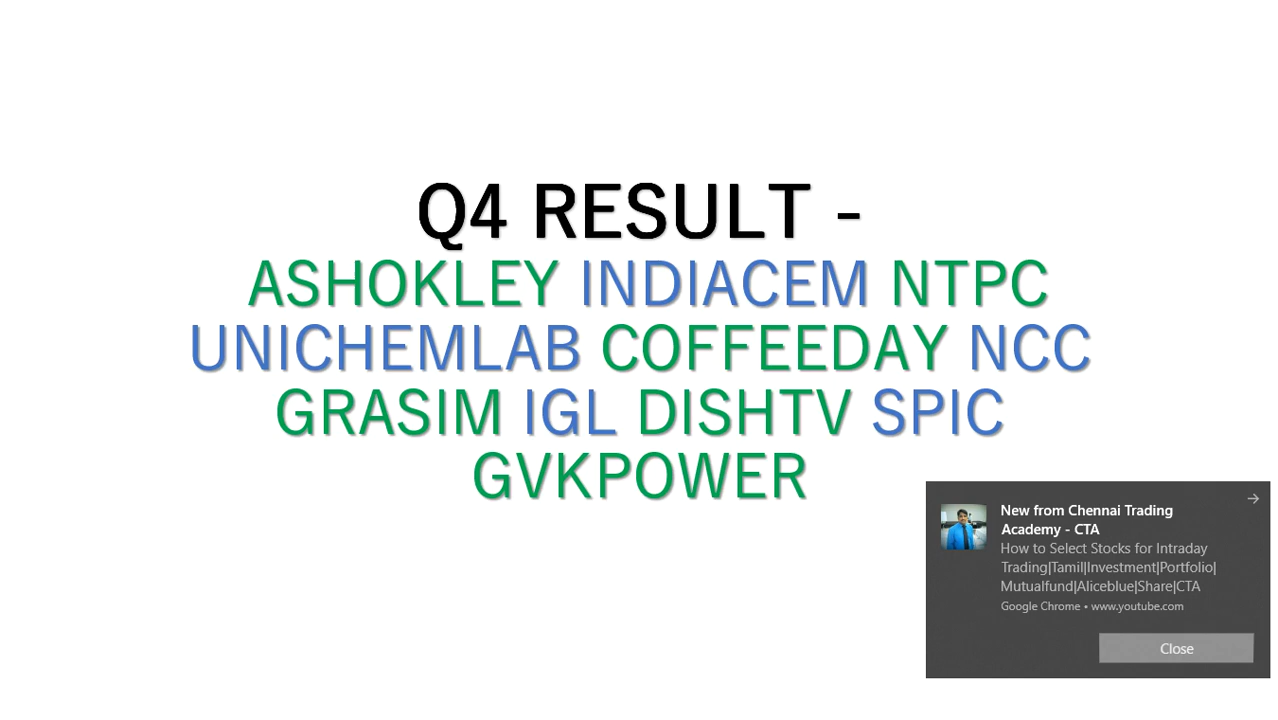 Q4 RESULT -
ASHOKLEY INDIACEM NTPC
UNICHEMLAB COFFEEDAY NCC
GRASIM IGL DISHTV SPIC
GVKPOWER
New from Chennai Trading
Academy - CTA
How to Select Stocks for Intraday
Trading|Tamil|Investment|Portfolio|
Mutualfund|Aliceblue|Share|CTA
Google Chrome • www.youtube.com
Close